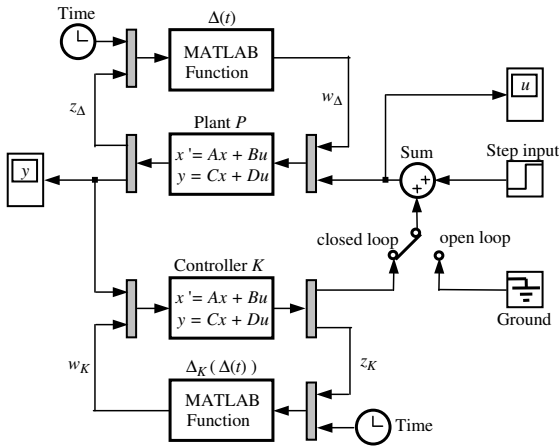 Time
Δ(t)
MATLAB
Function
z_Δ
w_Δ
Plant P
x '= Ax + Bu
y = Cx + Du
y
u
Sum
+
+
Step input
closed loop
open loop
Ground
Controller K
x '= Ax + Bu
y = Cx + Du
w_K
z_K
Δ_K ( Δ(t) )
MATLAB
Function
Time